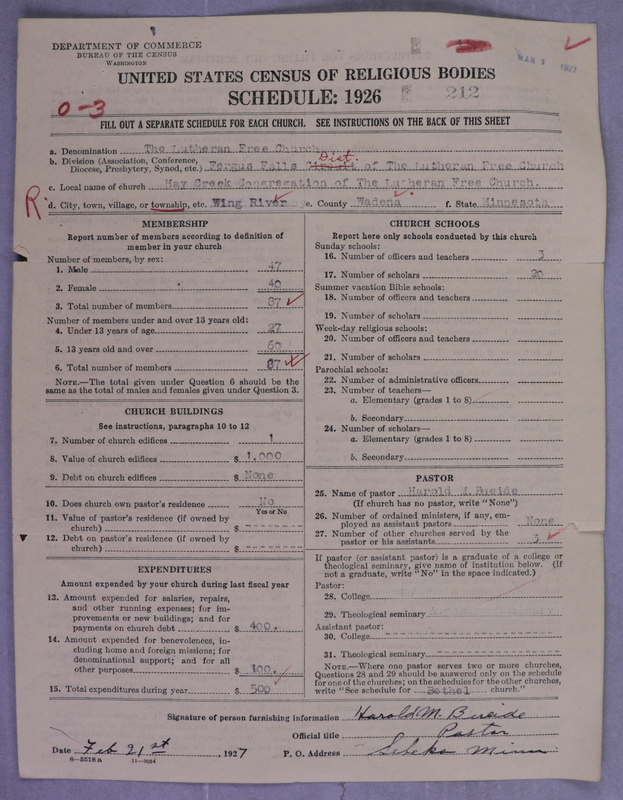 DEPARTMENT OF COMMERCE
BUREAU OF THE CENSUS
WASHINGTON
MAR 1 1927
UNITED STATES CENSUS OF RELIGIOUS BODIES
SCHEDULE: 1926
212
0-3
FILL OUT A SEPARATE SCHEDULE FOR EACH CHURCH. SEE INSTRUCTIONS ON THE BACK OF THIS SHEET
a. Denomination The Lutheran Free Church
b. Division (Association, Conference, Diocese, Presbytery, Synod, etc.) Fergus Falls Circuit Dist. of The Lutheran Free Church
c. Local name of church Hay Creek Congregation of The Lutheran Free Church.
R. d. City, town, village, or township, etc. Wing River e. County Wadena f. State Minnesota
MEMBERSHIP
Report number of members according to definition of member in your church
Number of members, by sex:
1. Male 47
2. Female 40
3. Total number of members 87
Number of members under and over 13 years old:
4. Under 13 years of age 27
5. 13 years old and over 60
6. Total number of members 87
NOTE.—The total given under Question 6 should be the same as the total of males and females given under Question 3.
CHURCH BUILDINGS
See instructions, paragraphs 10 to 12
7. Number of church edifices 1
8. Value of church edifices $ 1,000
9. Debt on church edifices $ None
10. Does church own pastor's residence No
Yes or No
11. Value of pastor's residence (if owned by church) $ -------
12. Debt on pastor's residence (if owned by church) $ -------
EXPENDITURES
Amount expended by your church during last fiscal year
13. Amount expended for salaries, repairs, and other running expenses; for improvements or new buildings; and for payments on church debt $ 400.
14. Amount expended for benevolences, including home and foreign missions; for denominational support; and for all other purposes $ 100.
15. Total expenditures during year $ 500
CHURCH SCHOOLS
Report here only schools conducted by this church
Sunday schools:
16. Number of officers and teachers 3
17. Number of scholars 20
Summer vacation Bible schools:
18. Number of officers and teachers
19. Number of scholars
Week-day religious schools:
20. Number of officers and teachers
21. Number of scholars
Parochial schools:
22. Number of administrative officers
23. Number of teachers—
a. Elementary (grades 1 to 8)
b. Secondary
24. Number of scholars—
a. Elementary (grades 1 to 8)
b. Secondary
PASTOR
25. Name of pastor Harold M. Bueide
(If church has no pastor, write "None")
26. Number of ordained ministers, if any, employed as assistant pastors None
27. Number of other churches served by the pastor or his assistants 3
If pastor (or assistant pastor) is a graduate of a college or theological seminary, give name of institution below. (If not a graduate, write "No" in the space indicated.)
Pastor:
28. College
29. Theological seminary
Assistant pastor:
30. College
31. Theological seminary
NOTE.—Where one pastor serves two or more churches, Questions 28 and 29 should be answered only on the schedule for one of the churches; on the schedules for the other churches, write "See schedule for Bethel church."
Signature of person furnishing information Harold M. Bueide
Official title Pastor
Date Feb 21st, 1927 P. O. Address Sebeka Minn
8—5518 a 11—9024